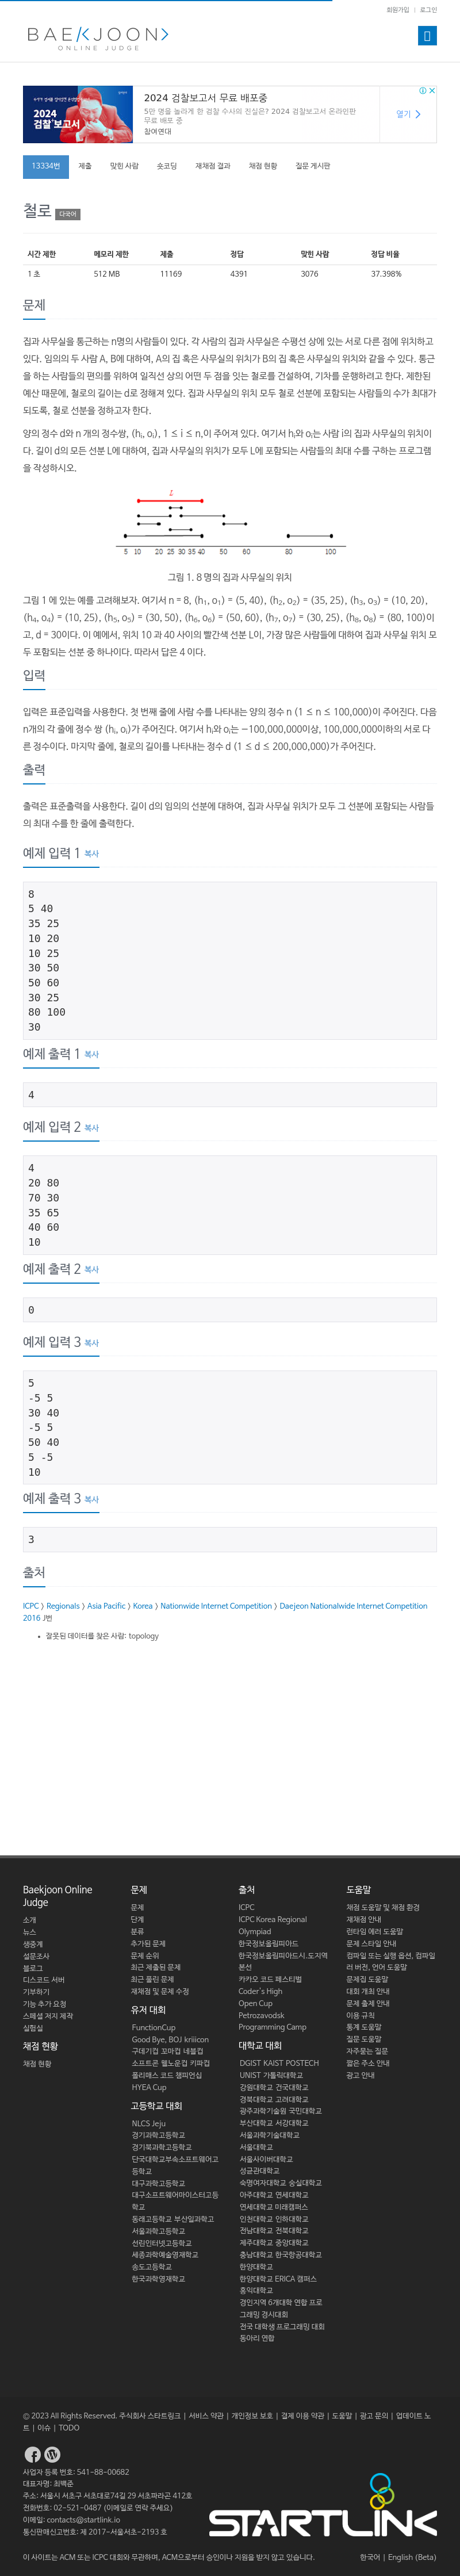 회원가입 | 로그인
BAEKJOON>
ONLINE JUDGE
2024 검찰보고서
2024 검찰보고서 무료 배포중
5만 명을 놀라게 한 검찰 수사의 진실은? 2024 검찰보고서 온라인판
무료 배포 중
참여연대
열기
13334번 제출 맞힌 사람 숏코딩 재채점 결과 채점 현황 질문 게시판
철로 다국어
시간 제한 메모리 제한 제출 정답 맞힌 사람 정답 비율
1 초 512 MB 11169 4391 3076 37.398%
문제
집과 사무실을 통근하는 n명의 사람들이 있다. 각 사람의 집과 사무실은 수평선 상에 있는 서로 다른 점에 위치하고
있다. 임의의 두 사람 A, B에 대하여, A의 집 혹은 사무실의 위치가 B의 집 혹은 사무실의 위치와 같을 수 있다. 통근
을 하는 사람들의 편의를 위하여 일직선 상의 어떤 두 점을 잇는 철로를 건설하여, 기차를 운행하려고 한다. 제한된
예산 때문에, 철로의 길이는 d로 정해져 있다. 집과 사무실의 위치 모두 철로 선분에 포함되는 사람들의 수가 최대가
되도록, 철로 선분을 정하고자 한다.
양의 정수 d와 n 개의 정수쌍, (hi, oi), 1 ≤ i ≤ n,이 주어져 있다. 여기서 hi와 oi는 사람 i의 집과 사무실의 위치이
다. 길이 d의 모든 선분 L에 대하여, 집과 사무실의 위치가 모두 L에 포함되는 사람들의 최대 수를 구하는 프로그램
을 작성하시오.
L
5 10 20 25 30 35 40 50 60 80 100
그림 1. 8 명의 집과 사무실의 위치
그림 1 에 있는 예를 고려해보자. 여기서 n = 8, (h1, o1) = (5, 40), (h2, o2) = (35, 25), (h3, o3) = (10, 20),
(h4, o4) = (10, 25), (h5, o5) = (30, 50), (h6, o6) = (50, 60), (h7, o7) = (30, 25), (h8, o8) = (80, 100)이
고, d = 30이다. 이 예에서, 위치 10 과 40 사이의 빨간색 선분 L이, 가장 많은 사람들에 대하여 집과 사무실 위치 모
두 포함되는 선분 중 하나이다. 따라서 답은 4 이다.
입력
입력은 표준입력을 사용한다. 첫 번째 줄에 사람 수를 나타내는 양의 정수 n (1 ≤ n ≤ 100,000)이 주어진다. 다음
n개의 각 줄에 정수 쌍 (hi, oi)가 주어진다. 여기서 hi와 oi는 −100,000,000이상, 100,000,000이하의 서로 다
른 정수이다. 마지막 줄에, 철로의 길이를 나타내는 정수 d (1 ≤ d ≤ 200,000,000)가 주어진다.
출력
출력은 표준출력을 사용한다. 길이 d의 임의의 선분에 대하여, 집과 사무실 위치가 모두 그 선분에 포함되는 사람들
의 최대 수를 한 줄에 출력한다.
예제 입력 1 복사
8
5 40
35 25
10 20
10 25
30 50
50 60
30 25
80 100
30
예제 출력 1 복사
4
예제 입력 2 복사
4
20 80
70 30
35 65
40 60
10
예제 출력 2 복사
0
예제 입력 3 복사
5
-5 5
30 40
-5 5
50 40
5 -5
10
예제 출력 3 복사
3
출처
ICPC > Regionals > Asia Pacific > Korea > Nationwide Internet Competition > Daejeon Nationalwide Internet Competition
2016 J번
잘못된 데이터를 찾은 사람: topology
Baekjoon Online
Judge
소개
뉴스
생중계
설문조사
블로그
디스코드 서버
기부하기
기능 추가 요청
스페셜 저지 제작
실험실
채점 현황
채점 현황
문제
문제
단계
분류
추가된 문제
문제 순위
최근 제출된 문제
최근 풀린 문제
재채점 및 문제 수정
유저 대회
FunctionCup
Good Bye, BOJ kriiicon
구데기컵 꼬마컵 네블컵
소프트콘 웰노운컵 키파컵
폴리매스 코드 챔피언십
HYEA Cup
고등학교 대회
NLCS Jeju
경기과학고등학교
경기북과학고등학교
단국대학교부속소프트웨어고
등학교
대구과학고등학교
대구소프트웨어마이스터고등
학교
동래고등학교 부산일과학고
서울과학고등학교
선린인터넷고등학교
세종과학예술영재학교
송도고등학교
한국과학영재학교
출처
ICPC
ICPC Korea Regional
Olympiad
한국정보올림피아드
한국정보올림피아드시.도지역
본선
카카오 코드 페스티벌
Coder's High
Open Cup
Petrozavodsk
Programming Camp
대학교 대회
DGIST KAIST POSTECH
UNIST 가톨릭대학교
강원대학교 건국대학교
경북대학교 고려대학교
광주과학기술원 국민대학교
부산대학교 서강대학교
서울과학기술대학교
서울대학교
서울사이버대학교
성균관대학교
숙명여자대학교 숭실대학교
아주대학교 연세대학교
연세대학교 미래캠퍼스
인천대학교 인하대학교
전남대학교 전북대학교
제주대학교 중앙대학교
충남대학교 한국항공대학교
한양대학교
한양대학교 ERICA 캠퍼스
홍익대학교
경인지역 6개대학 연합 프로
그래밍 경시대회
전국 대학생 프로그래밍 대회
동아리 연합
도움말
채점 도움말 및 채점 환경
재채점 안내
런타임 에러 도움말
문제 스타일 안내
컴파일 또는 실행 옵션, 컴파일
러 버전, 언어 도움말
문제집 도움말
대회 개최 안내
문제 출제 안내
이용 규칙
통계 도움말
질문 도움말
자주묻는 질문
짧은 주소 안내
광고 안내
© 2023 All Rights Reserved. 주식회사 스타트링크 | 서비스 약관 | 개인정보 보호 | 결제 이용 약관 | 도움말 | 광고 문의 | 업데이트 노
트 | 이슈 | TODO
사업자 등록 번호: 541-88-00682
대표자명: 최백준
주소: 서울시 서초구 서초대로74길 29 서초파라곤 412호
전화번호: 02-521-0487 (이메일로 연락 주세요)
이메일: contacts@startlink.io
통신판매신고번호: 제 2017-서울서초-2193 호
STARTLINK
이 사이트는 ACM 또는 ICPC 대회와 무관하며, ACM으로부터 승인이나 지원을 받지 않고 있습니다.
한국어 | English (Beta)